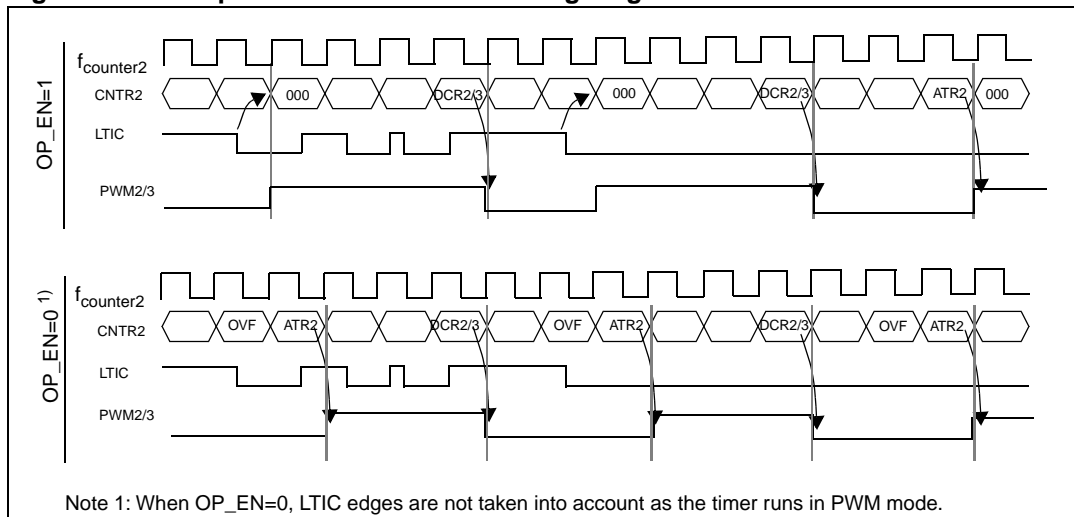 OP_EN=1
fcounter2
CNTR2 000 DCR2/3 000 DCR2/3 ATR2 000
LTIC
PWM2/3
OP_EN=0 1)
fcounter2
CNTR2 OVF ATR2 DCR2/3 OVF ATR2 DCR2/3 OVF ATR2
LTIC
PWM2/3
Note 1: When OP_EN=0, LTIC edges are not taken into account as the timer runs in PWM mode.